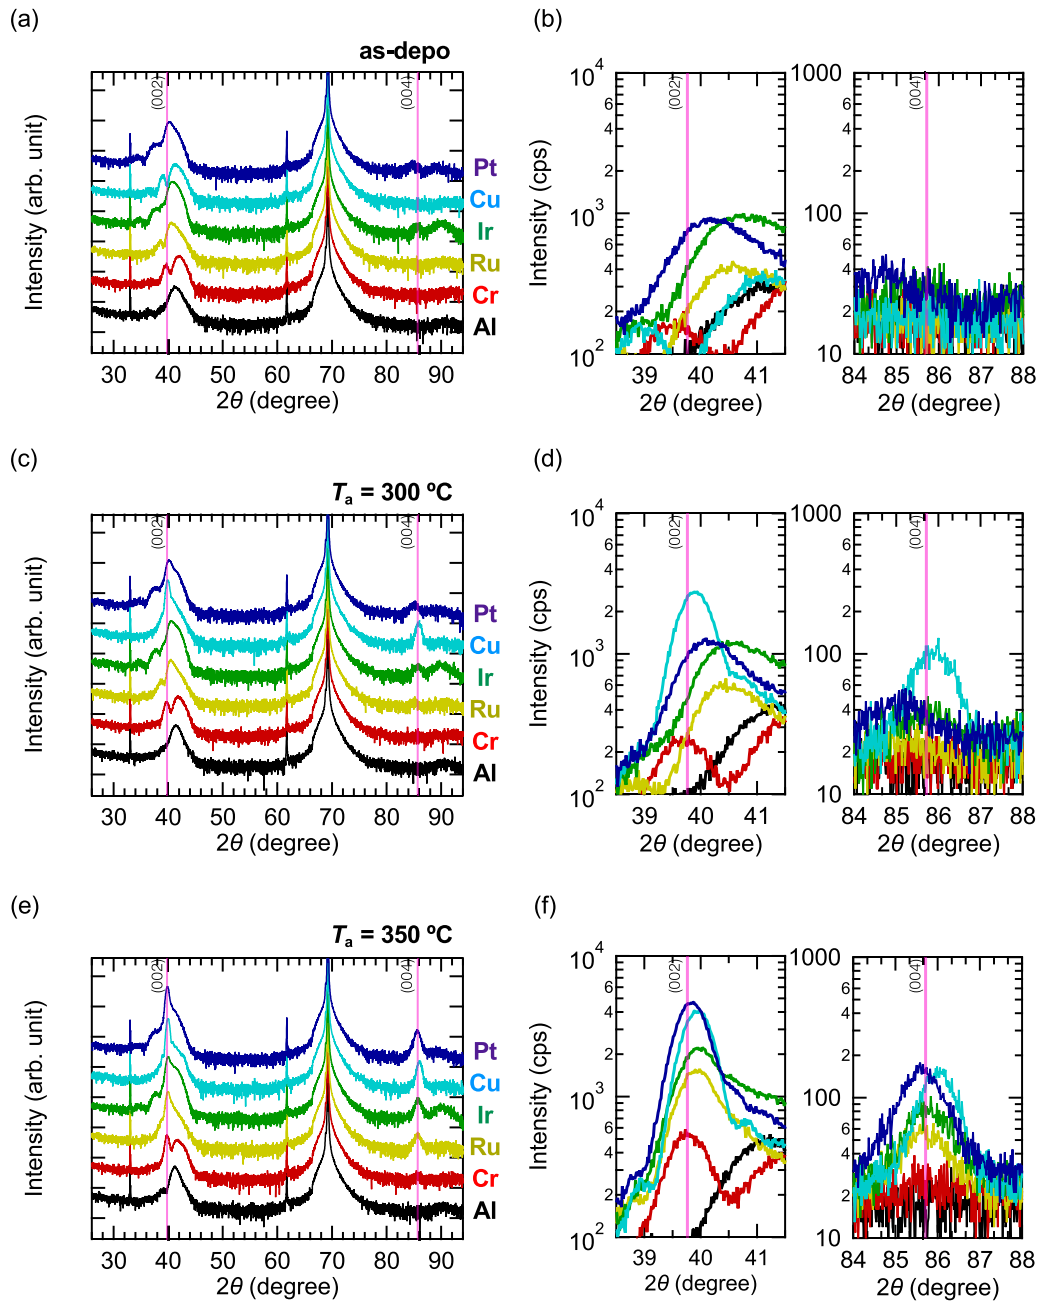 (a)
(b)
as-depo
Intensity (arb. unit)
(002)
(004)
Pt
Cu
Ir
Ru
Cr
Al
30 40 50 60 70 80 90
2θ (degree)
Intensity (cps)
10⁴
6
4
2
10³
6
4
2
10²
(002)
39 40 41
2θ (degree)
1000
6
4
2
100
6
4
2
10
(004)
84 85 86 87 88
2θ (degree)
(c)
(d)
Tₐ = 300 ºC
Intensity (arb. unit)
(002)
(004)
Pt
Cu
Ir
Ru
Cr
Al
30 40 50 60 70 80 90
2θ (degree)
Intensity (cps)
10⁴
6
4
2
10³
6
4
2
10²
(002)
39 40 41
2θ (degree)
1000
6
4
2
100
6
4
2
10
(004)
84 85 86 87 88
2θ (degree)
(e)
(f)
Tₐ = 350 ºC
Intensity (arb. unit)
(002)
(004)
Pt
Cu
Ir
Ru
Cr
Al
30 40 50 60 70 80 90
2θ (degree)
Intensity (cps)
10⁴
6
4
2
10³
6
4
2
10²
(002)
39 40 41
2θ (degree)
1000
6
4
2
100
6
4
2
10
(004)
84 85 86 87 88
2θ (degree)